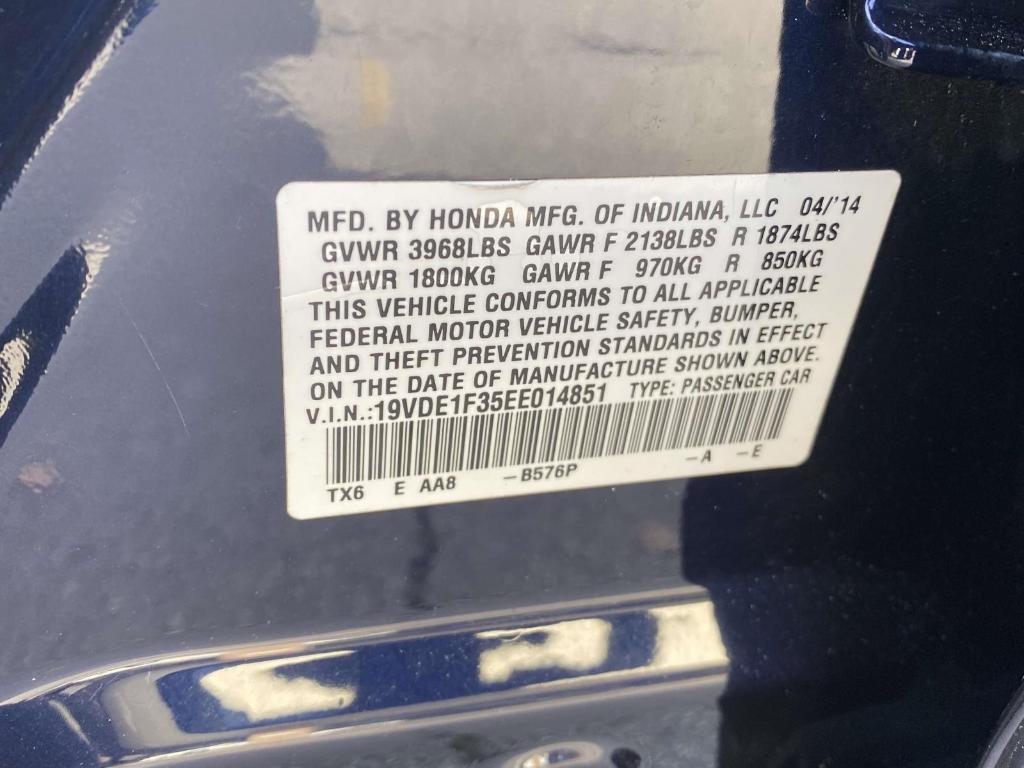 MFD. BY HONDA MFG. OF INDIANA, LLC 04/'14
GVWR 3968LBS GAWR F 2138LBS R 1874LBS
GVWR 1800KG GAWR F 970KG R 850KG
THIS VEHICLE CONFORMS TO ALL APPLICABLE
FEDERAL MOTOR VEHICLE SAFETY, BUMPER,
AND THEFT PREVENTION STANDARDS IN EFFECT
ON THE DATE OF MANUFACTURE SHOWN ABOVE.
V.I.N.:19VDE1F35EE014851 TYPE: PASSENGER CAR
TX6 E AA8 -B576P -A -E